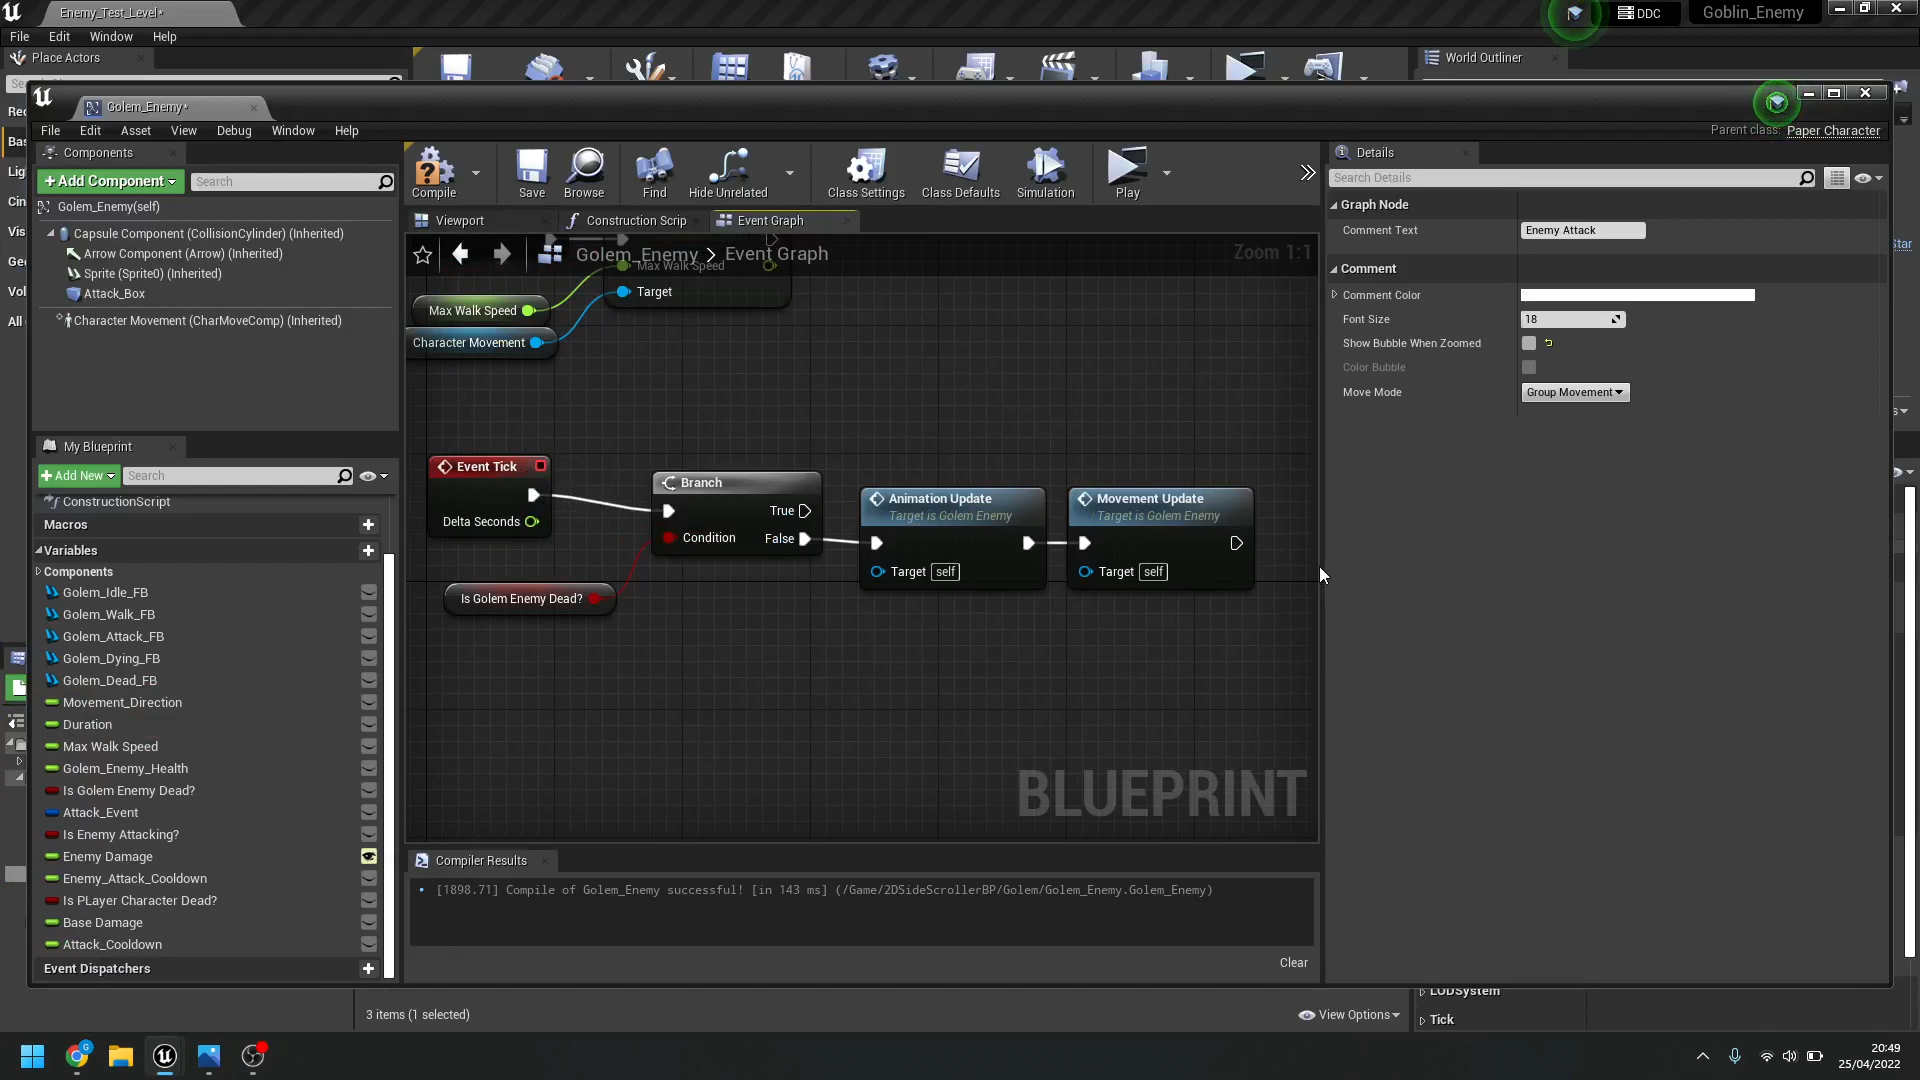 Enemy_Test_Level*
DDC
Goblin_Enemy
File Edit Window Help
Place Actors
World Outliner
Golem_Enemy*
File Edit Asset View Debug Window Help
Parent class: Paper Character
Components
Details
+ Add Component
Search
Search Details
Compile
Save
Browse
Find
Hide Unrelated
Class Settings
Class Defaults
Simulation
Play
Golem_Enemy(self)
Capsule Component (CollisionCylinder) (Inherited)
Arrow Component (Arrow) (Inherited)
Sprite (Sprite0) (Inherited)
Attack_Box
Character Movement (CharMoveComp) (Inherited)
Viewport
Construction Scrip
Event Graph
Golem_Enemy > Event Graph
Zoom 1:1
Max Walk Speed
Target
Max Walk Speed
Character Movement
Graph Node
Comment Text
Enemy Attack
Comment
Comment Color
Font Size
18
Show Bubble When Zoomed
Color Bubble
Move Mode
Group Movement
My Blueprint
+ Add New
Search
ConstructionScript
Macros
Variables
Components
Golem_Idle_FB
Golem_Walk_FB
Golem_Attack_FB
Golem_Dying_FB
Golem_Dead_FB
Movement_Direction
Duration
Max Walk Speed
Golem_Enemy_Health
Is Golem Enemy Dead?
Attack_Event
Is Enemy Attacking?
Enemy Damage
Enemy_Attack_Cooldown
Is PLayer Character Dead?
Base Damage
Attack_Cooldown
Event Dispatchers
Event Tick
Delta Seconds
Branch
True
Condition
False
Is Golem Enemy Dead?
Animation Update
Target is Golem Enemy
Target self
Movement Update
Target is Golem Enemy
Target self
BLUEPRINT
Compiler Results
[1898.71] Compile of Golem_Enemy successful! [in 143 ms] (/Game/2DSideScrollerBP/Golem/Golem_Enemy.Golem_Enemy)
Clear
3 items (1 selected)
View Options
LODSystem
Tick
20:49
25/04/2022